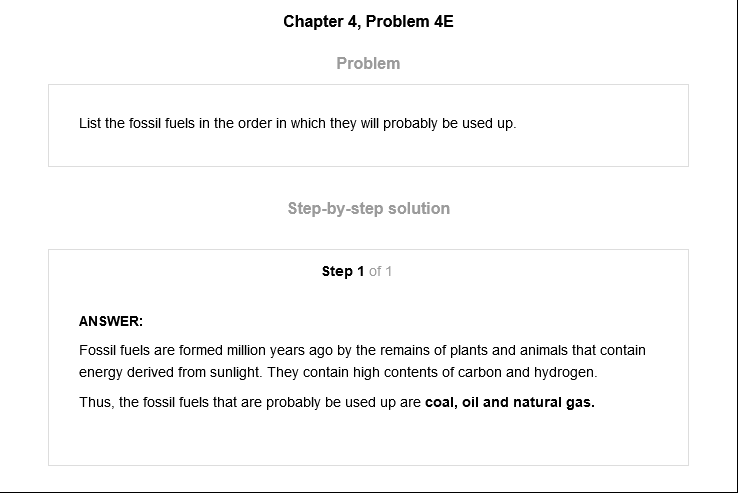 Chapter 4, Problem 4E
Problem
List the fossil fuels in the order in which they will probably be used up.
Step-by-step solution
Step 1 of 1
ANSWER:
Fossil fuels are formed million years ago by the remains of plants and animals that contain
energy derived from sunlight. They contain high contents of carbon and hydrogen.
Thus, the fossil fuels that are probably be used up are coal, oil and natural gas.